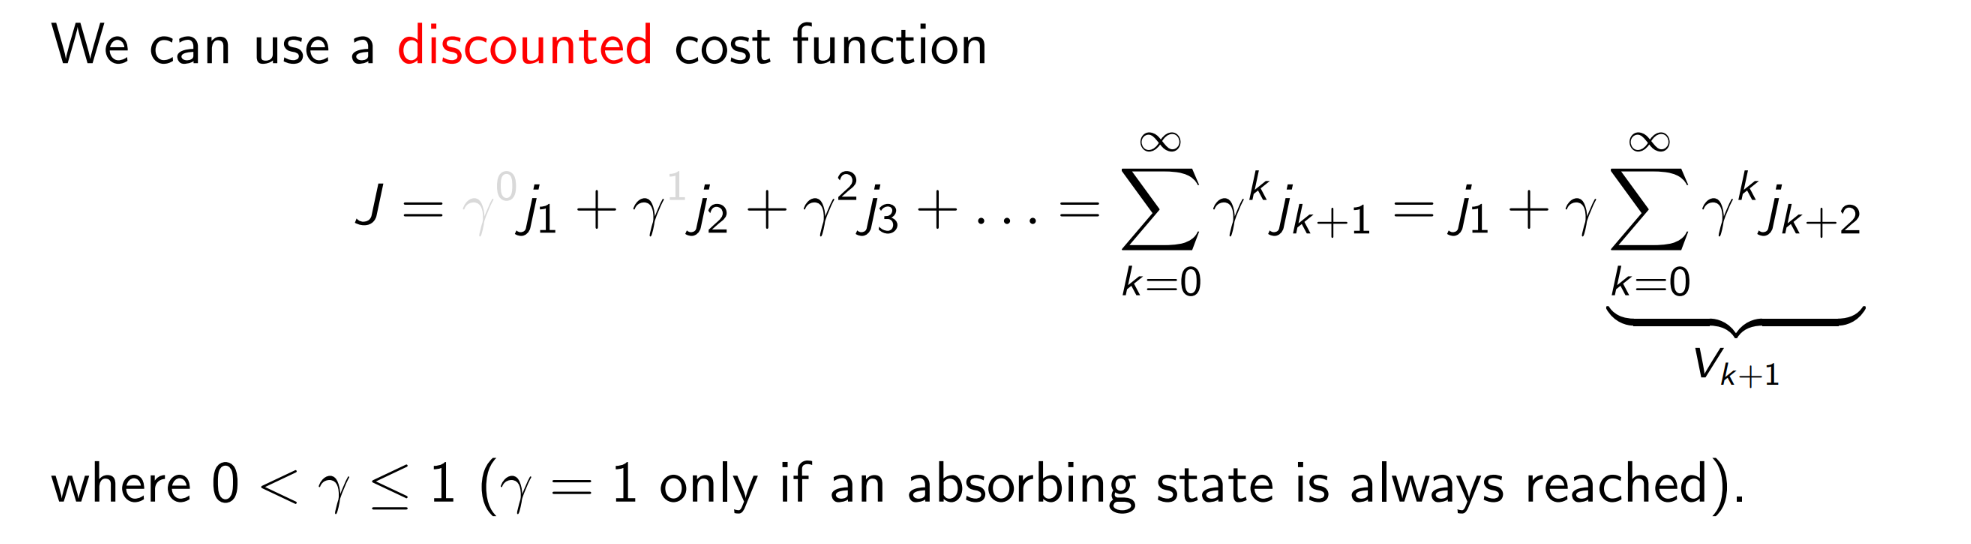 We can use a discounted cost function
J = γ^0 j_1 + γ^1 j_2 + γ^2 j_3 + . . . = ∑_{k=0}^{∞} γ^k j_{k+1} = j_1 + γ ∑_{k=0}^{∞} γ^k j_{k+2}
V_{k+1}
where 0 < γ ≤ 1 (γ = 1 only if an absorbing state is always reached).